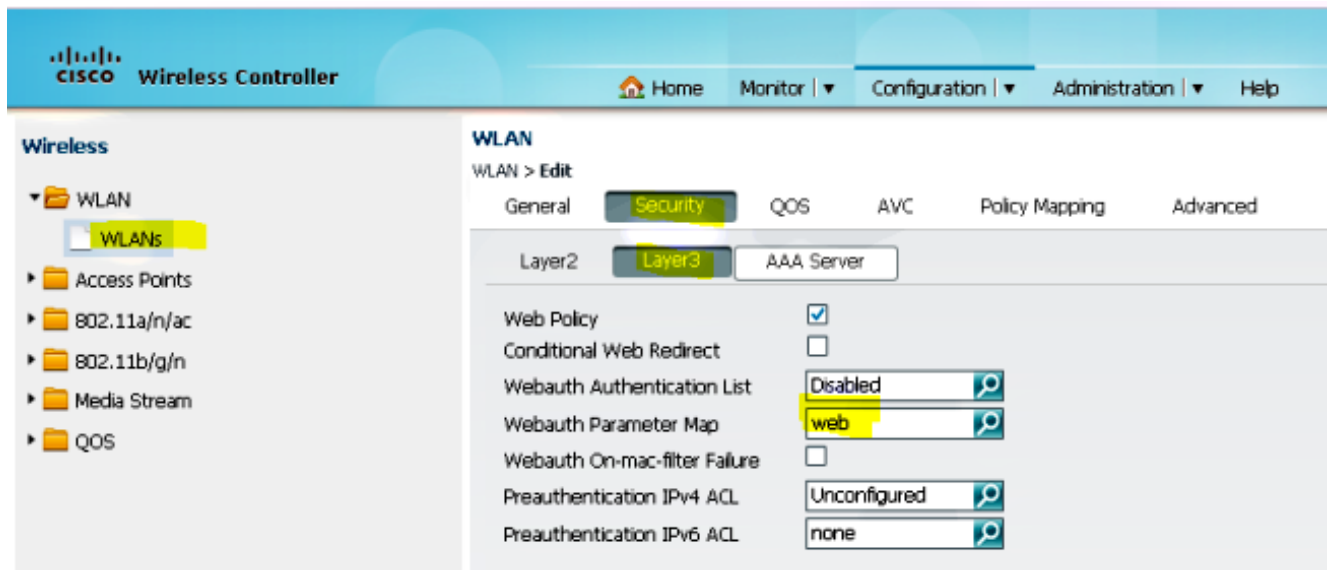 CISCO Wireless Controller
Home Monitor Configuration Administration Help
Wireless
WLAN
WLANs
Access Points
802.11a/n/ac
802.11b/g/n
Media Stream
QOS
WLAN
WLAN > Edit
General Security QOS AVC Policy Mapping Advanced
Layer2 Layer3 AAA Server
Web Policy
Conditional Web Redirect
Webauth Authentication List Disabled
Webauth Parameter Map web
Webauth On-mac-filter Failure
Preauthentication IPv4 ACL Unconfigured
Preauthentication IPv6 ACL none